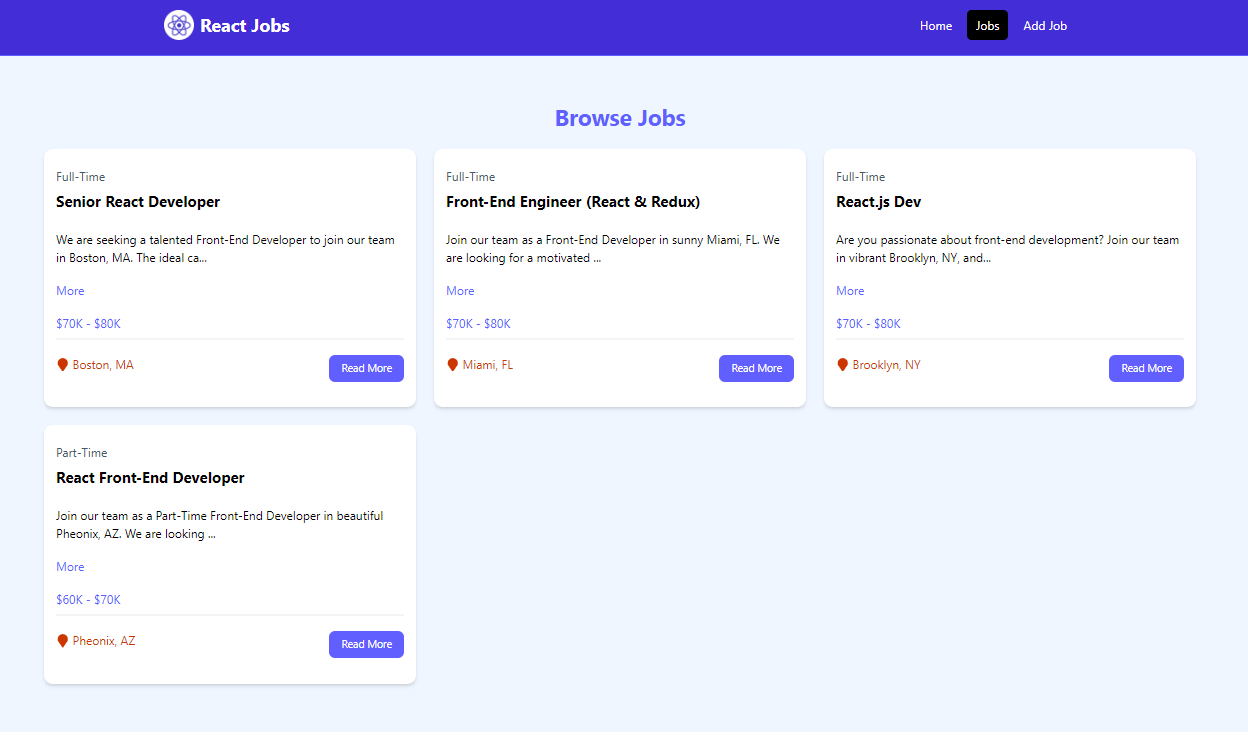 React Jobs
Home
Jobs
Add Job
Browse Jobs
Full-Time
Senior React Developer
We are seeking a talented Front-End Developer to join our team
in Boston, MA. The ideal ca...
More
$70K - $80K
Boston, MA
Read More
Full-Time
Front-End Engineer (React & Redux)
Join our team as a Front-End Developer in sunny Miami, FL. We
are looking for a motivated ...
More
$70K - $80K
Miami, FL
Read More
Full-Time
React.js Dev
Are you passionate about front-end development? Join our team
in vibrant Brooklyn, NY, and...
More
$70K - $80K
Brooklyn, NY
Read More
Part-Time
React Front-End Developer
Join our team as a Part-Time Front-End Developer in beautiful
Pheonix, AZ. We are looking ...
More
$60K - $70K
Pheonix, AZ
Read More